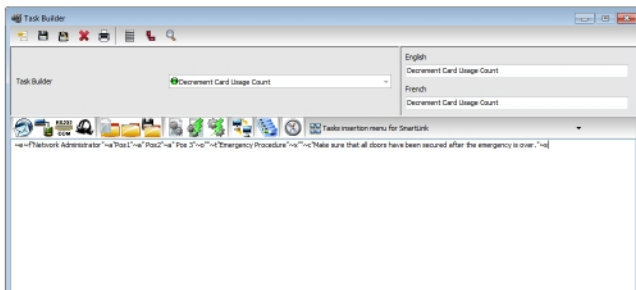 Task Builder
English
Decrement Card Usage Count
Task Builder
Decrement Card Usage Count
French
Decrement Card Usage Count
RS232
Tasks insertion menu for SmartLink
~e~f"Network Administrator"~a"Pos1"~a" Pos2"~a" Pos 3"~o""~t"Emergency Procedure"~x""~c"Make sure that all doors have been secured after the emergency is over."~s